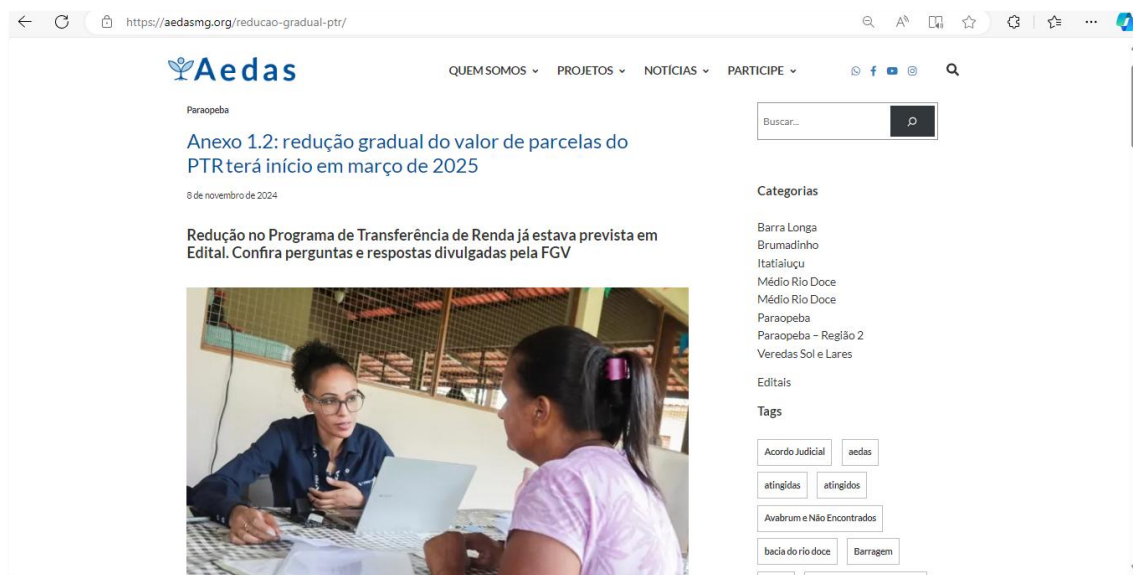 https://aedasmg.org/reducao-gradual-ptr/
Aedas
QUEM SOMOS
PROJETOS
NOTÍCIAS
PARTICIPE
Paraopeba
Anexo 1.2: redução gradual do valor de parcelas do
PTR terá início em março de 2025
8 de novembro de 2024
Redução no Programa de Transferência de Renda já estava prevista em
Edital. Confira perguntas e respostas divulgadas pela FGV
Buscar...
Categorias
Barra Longa
Brumadinho
Itatiaiuçu
Médio Rio Doce
Médio Rio Doce
Paraopeba
Paraopeba – Região 2
Veredas Sol e Lares
Editais
Tags
Acordo Judicial
aedas
atingidas
atingidos
Avabrum e Não Encontrados
bacia do rio doce
Barragem